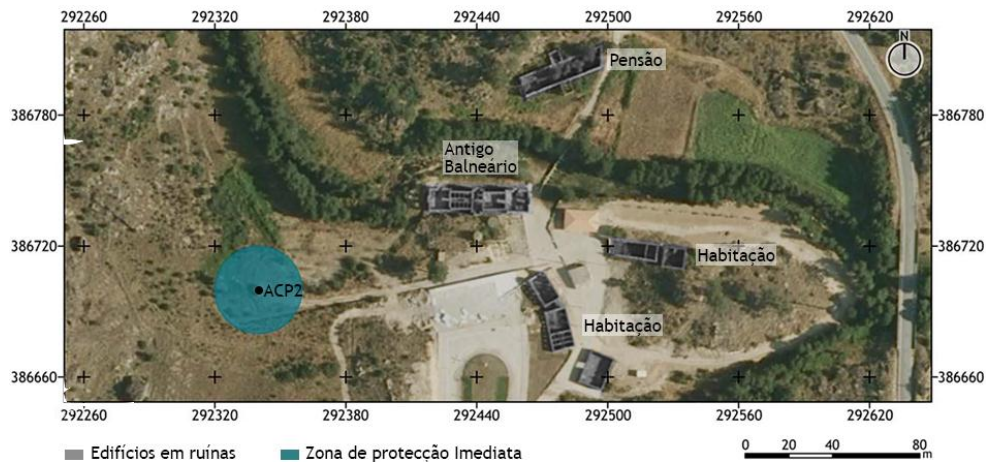 292260 292320 292380 292440 292500 292560 292620
N
Pensão
386780 386780
Antigo
Balneário
386720 386720
Habitação
ACP2
Habitação
386660 386660
292260 292320 292380 292440 292500 292560 292620
Edifícios em ruínas Zona de protecção Imediata
0 20 40 60 80
m